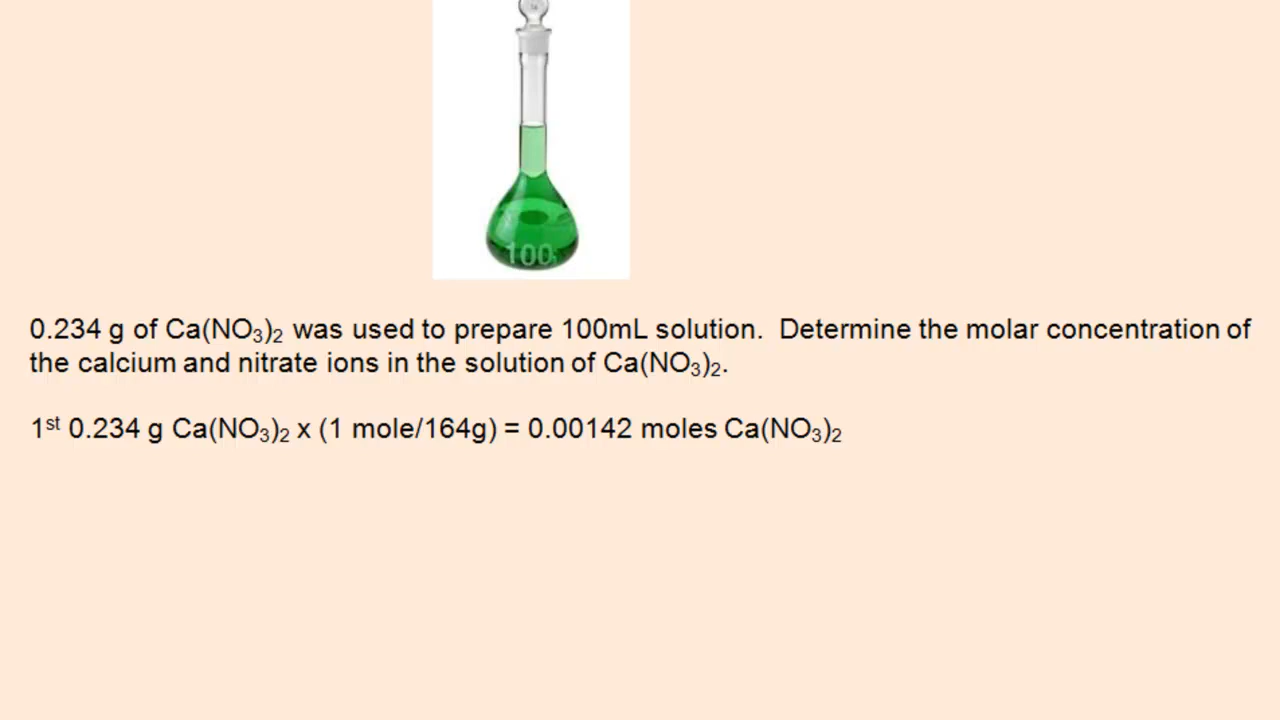 100
0.234 g of Ca(NO₃)₂ was used to prepare 100mL solution.  Determine the molar concentration of
the calcium and nitrate ions in the solution of Ca(NO₃)₂.
1ˢᵗ 0.234 g Ca(NO₃)₂ x (1 mole/164g) = 0.00142 moles Ca(NO₃)₂